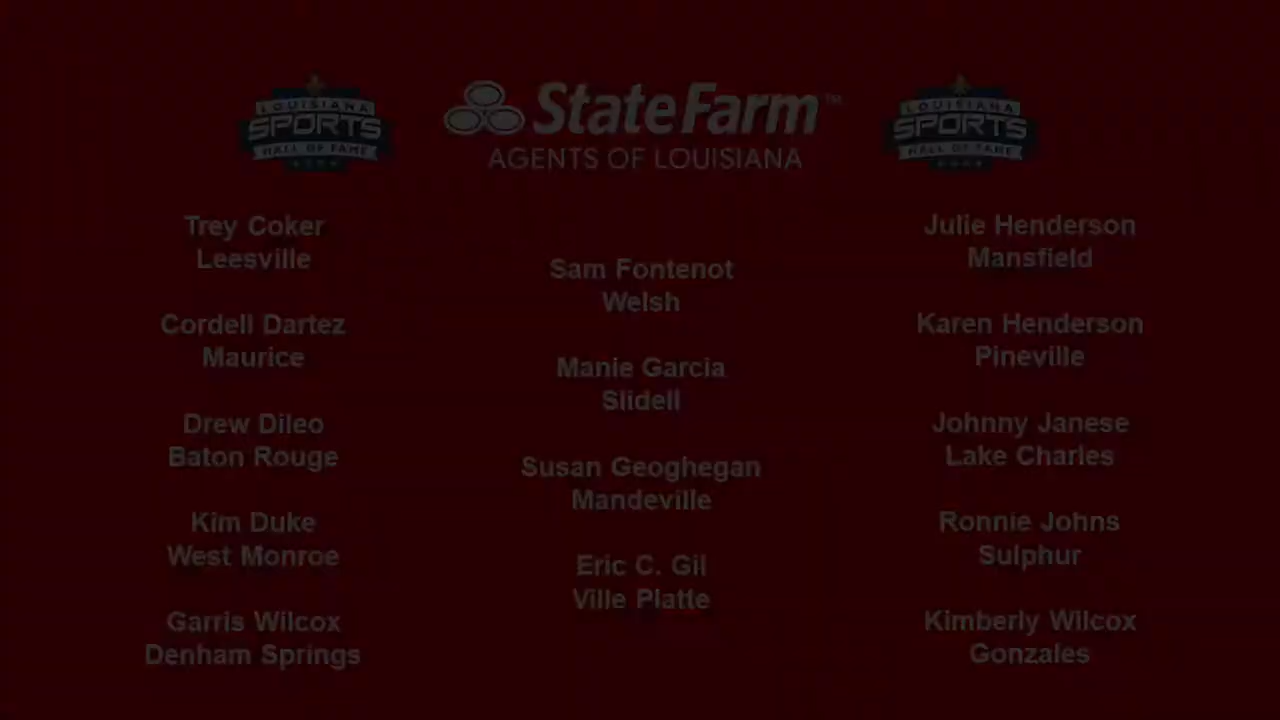 LOUISIANA
SPORTS
HALL OF FAME
StateFarm™
AGENTS OF LOUISIANA
LOUISIANA
SPORTS
HALL OF FAME
Trey Coker
Leesville
Cordell Dartez
Maurice
Drew Dileo
Baton Rouge
Kim Duke
West Monroe
Garris Wilcox
Denham Springs
Sam Fontenot
Welsh
Manie Garcia
Slidell
Susan Geoghegan
Mandeville
Eric C. Gil
Ville Platte
Julie Henderson
Mansfield
Karen Henderson
Pineville
Johnny Janese
Lake Charles
Ronnie Johns
Sulphur
Kimberly Wilcox
Gonzales